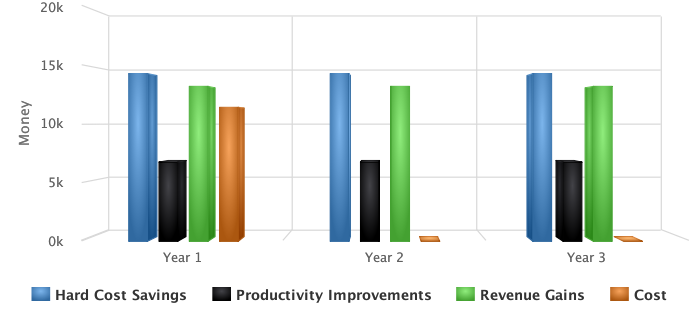 20k
15k
Money
10k
5k
0k
Year 1 Year 2 Year 3
Hard Cost Savings Productivity Improvements Revenue Gains Cost